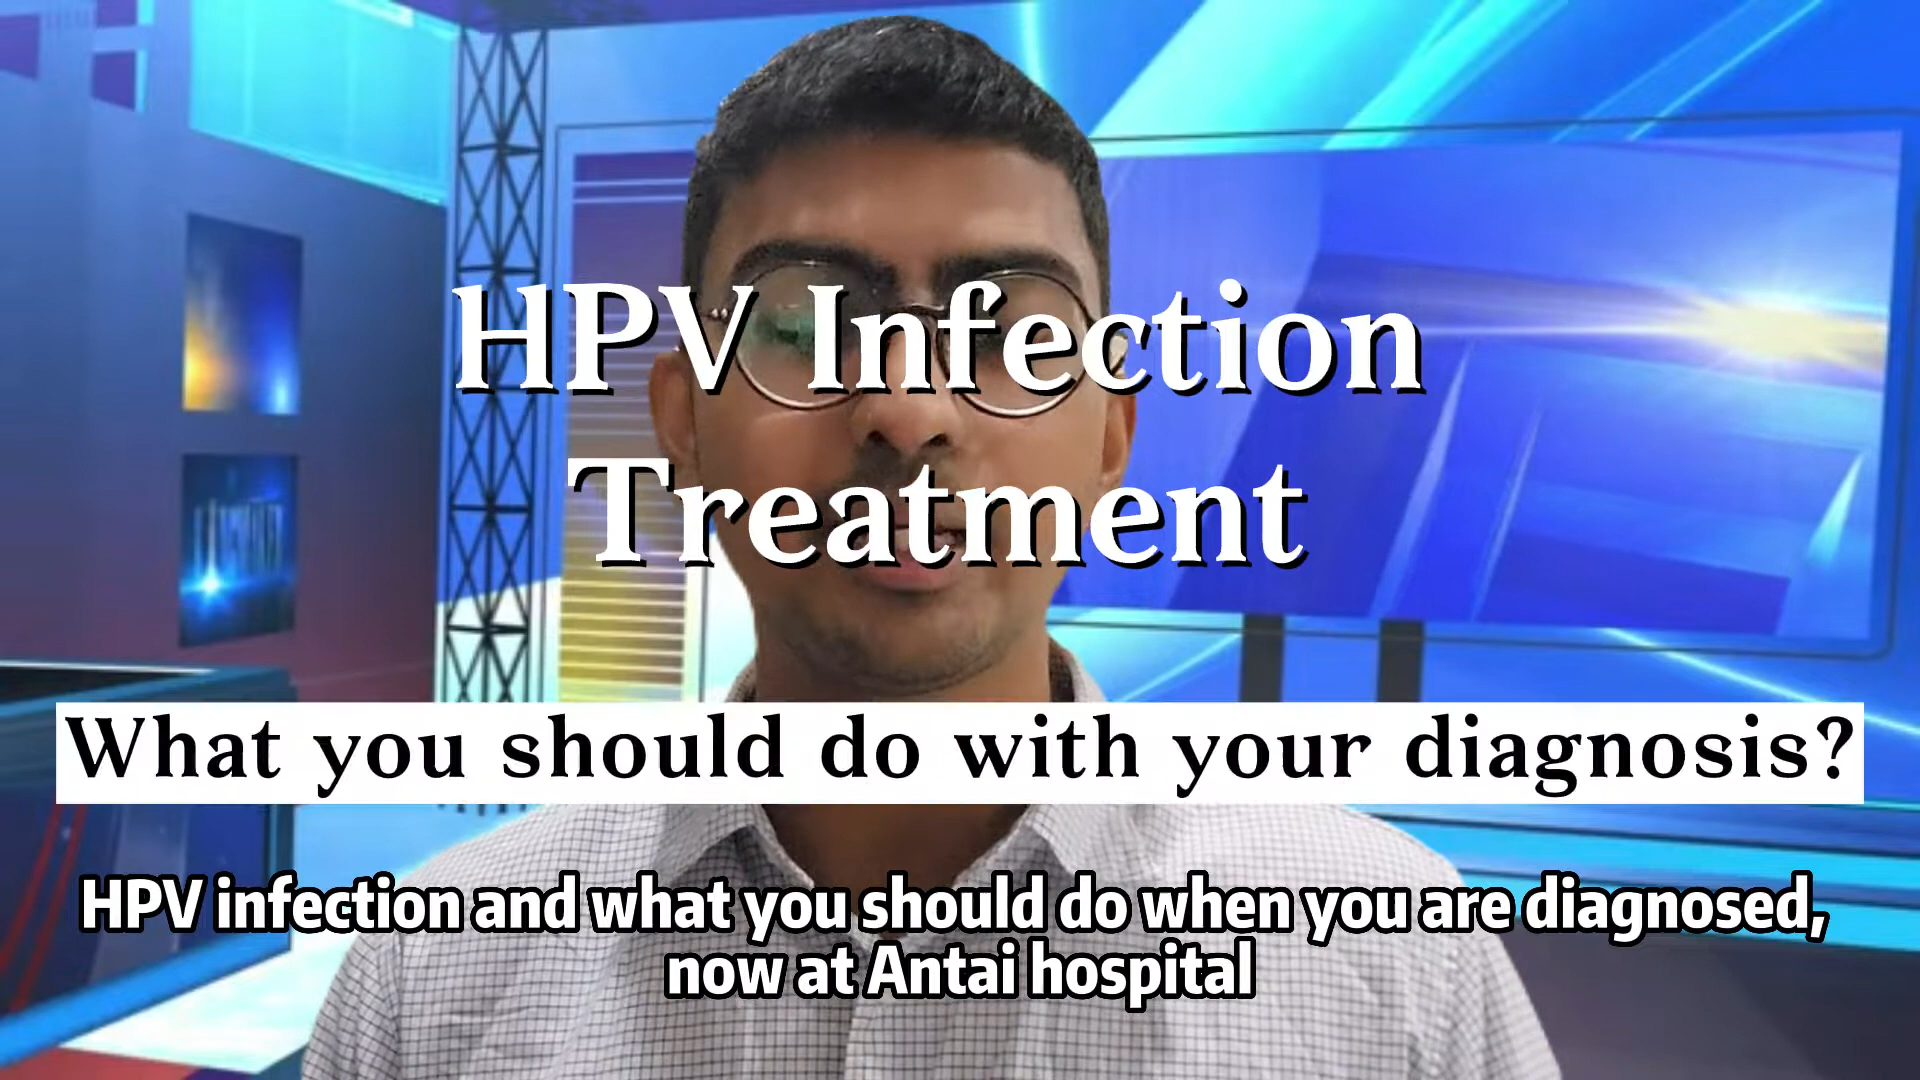 HPV Infection
Treatment
What you should do with your diagnosis?
HPV infection and what you should do when you are diagnosed,
now at Antai hospital